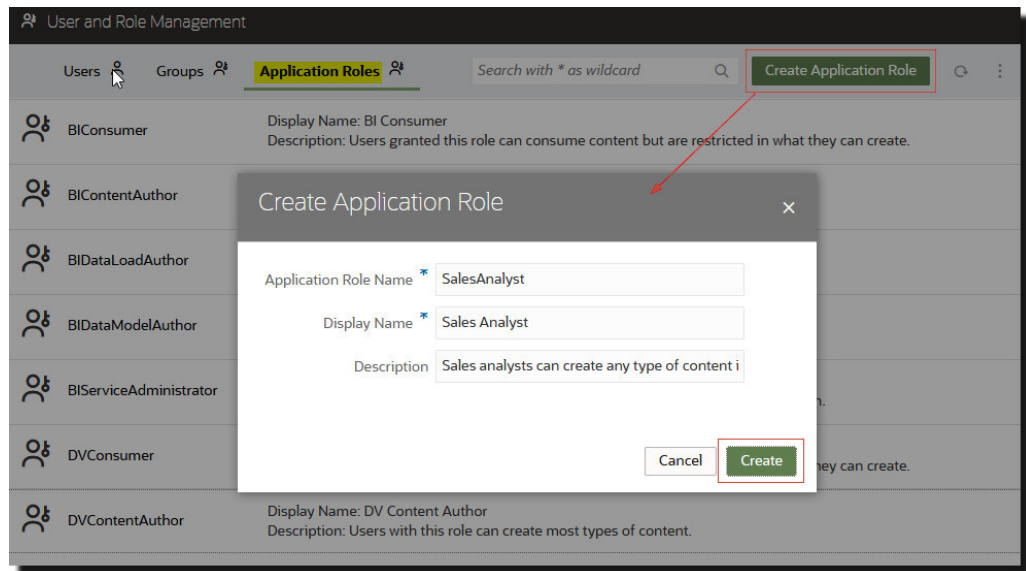 User and Role Management
Users Groups Application Roles Search with * as wildcard Create Application Role
BIConsumer
Display Name: BI Consumer
Description: Users granted this role can consume content but are restricted in what they can create.
BIContentAuthor
BIDataLoadAuthor
BIDataModelAuthor
BIServiceAdministrator
n.
DVConsumer
hey can create.
DVContentAuthor
Display Name: DV Content Author
Description: Users with this role can create most types of content.
Create Application Role
Application Role Name * SalesAnalyst
Display Name * Sales Analyst
Description Sales analysts can create any type of content i
Cancel Create